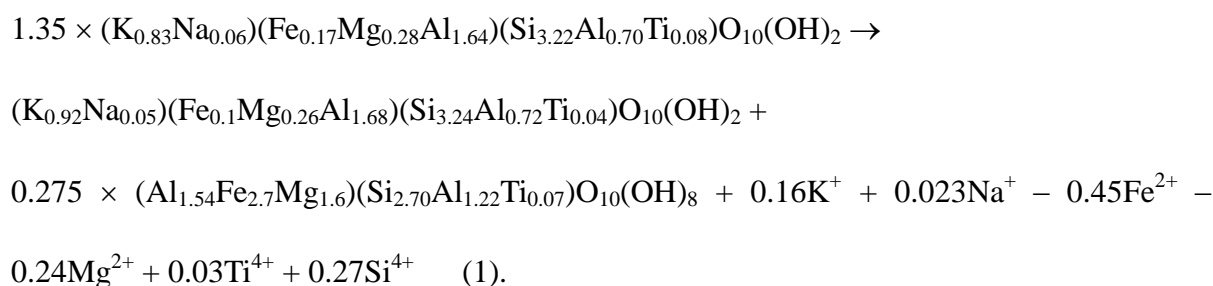 1.35 × (K₀.₈₃Na₀.₀₆)(Fe₀.₁₇Mg₀.₂₈Al₁.₆₄)(Si₃.₂₂Al₀.₇₀Ti₀.₀₈)O₁₀(OH)₂ →
(K₀.₉₂Na₀.₀₅)(Fe₀.₁Mg₀.₂₆Al₁.₆₈)(Si₃.₂₄Al₀.₇₂Ti₀.₀₄)O₁₀(OH)₂ +
0.275 × (Al₁.₅₄Fe₂.₇Mg₁.₆)(Si₂.₇₀Al₁.₂₂Ti₀.₀₇)O₁₀(OH)₈ + 0.16K⁺ + 0.023Na⁺ – 0.45Fe²⁺ –
0.24Mg²⁺ + 0.03Ti⁴⁺ + 0.27Si⁴⁺ (1).